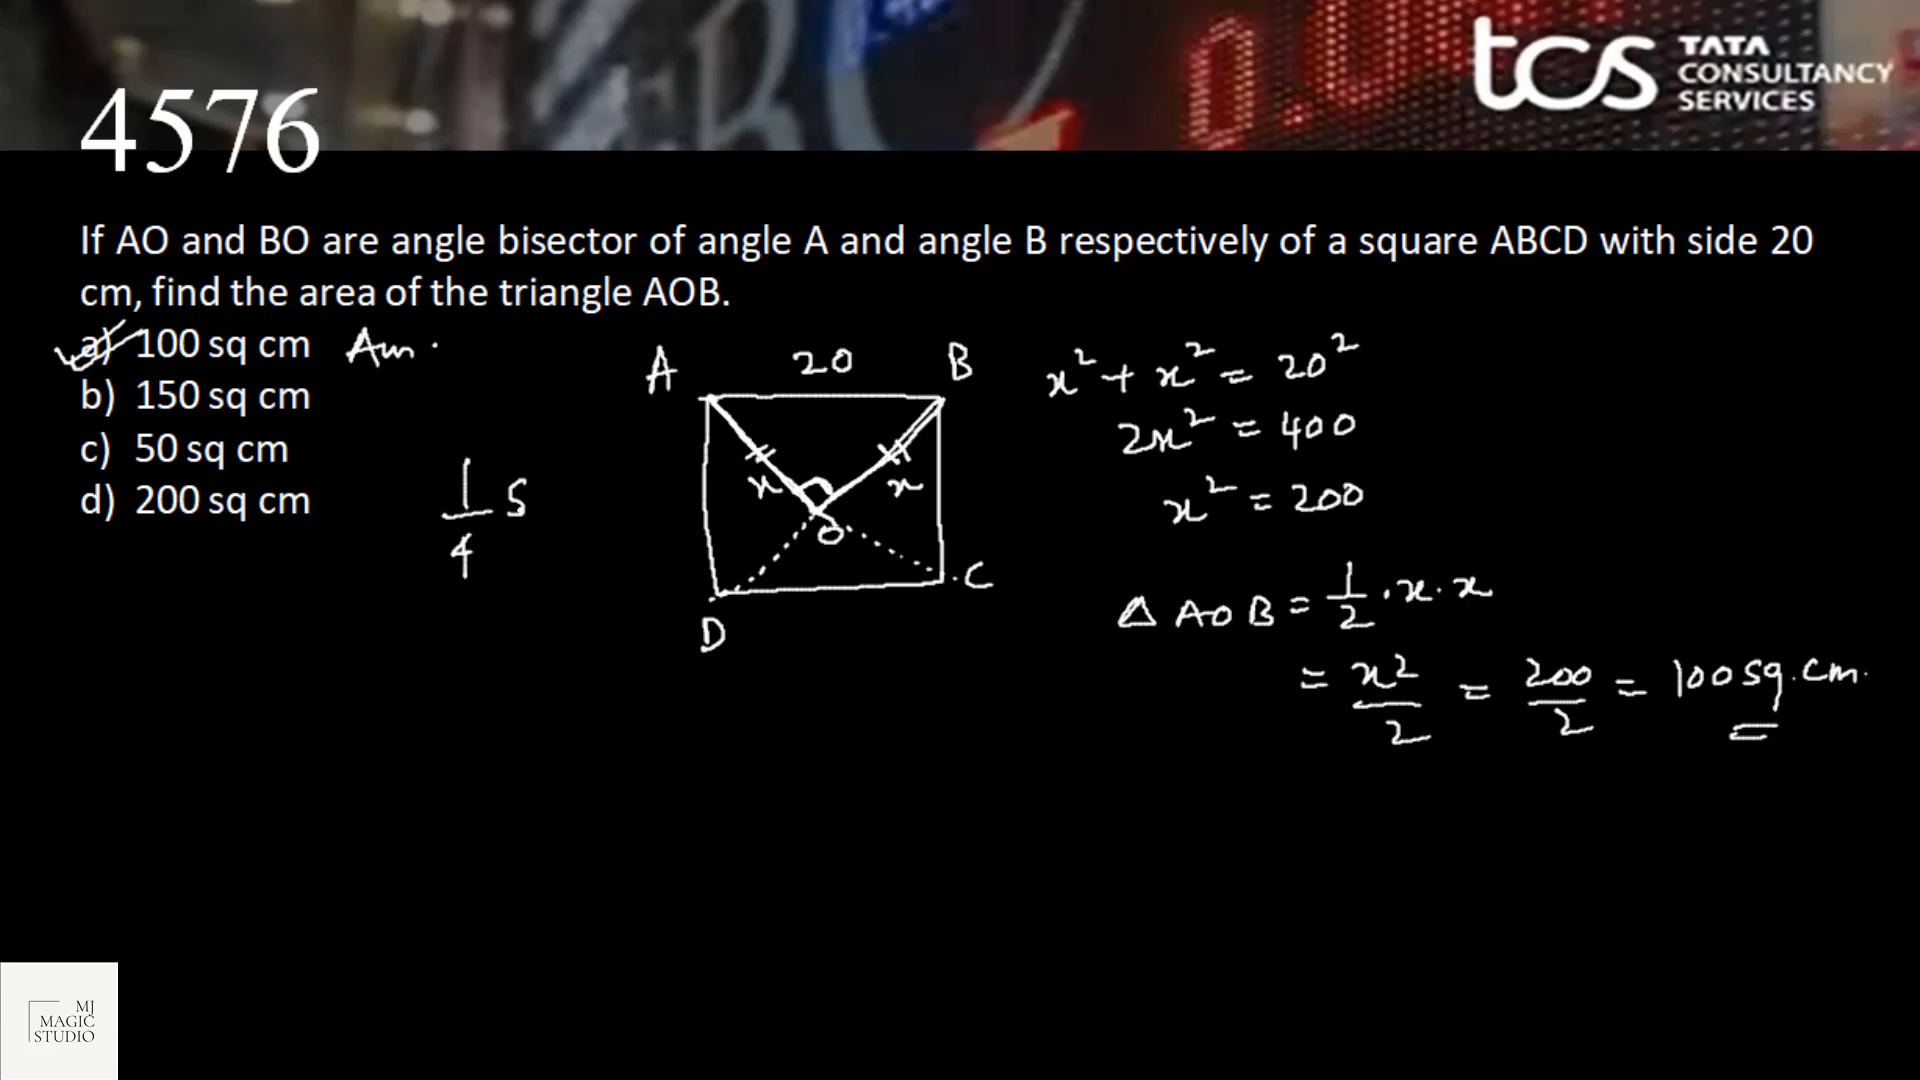 tcs TATA
CONSULTANCY
SERVICES
4576
If AO and BO are angle bisector of angle A and angle B respectively of a square ABCD with side 20
cm, find the area of the triangle AOB.
a) 100 sq cm Ans.
b) 150 sq cm
c) 50 sq cm
d) 200 sq cm
1/4 s
A 20 B
x x
O
C
D
x² + x² = 20²
2x² = 400
x² = 200
Δ AOB = 1/2 . x . x
= x²/2 = 200/2 = 100 sq. cm.
MJ
MAGIC
STUDIO